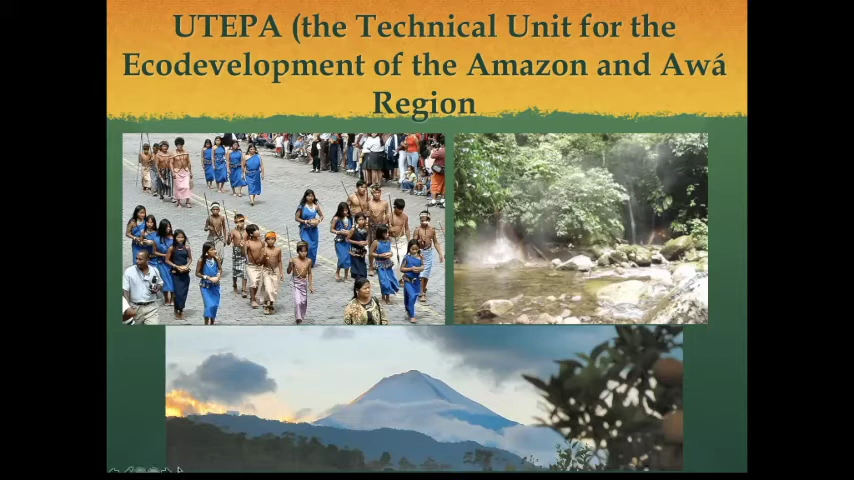 UTEPA (the Technical Unit for the
Ecodevelopment of the Amazon and Awá
Region